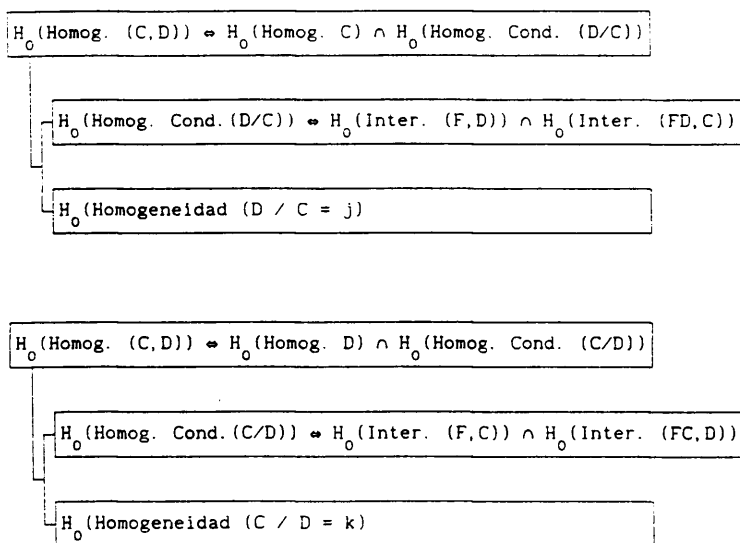 H₀(Homog. (C,D)) ⇔ H₀(Homog. C) ∩ H₀(Homog. Cond. (D/C))
H₀(Homog. Cond.(D/C)) ⇔ H₀(Inter. (F,D)) ∩ H₀(Inter. (FD,C))
H₀(Homogeneidad (D / C = j)
H₀(Homog. (C,D)) ⇔ H₀(Homog. D) ∩ H₀(Homog. Cond. (C/D))
H₀(Homog. Cond.(C/D)) ⇔ H₀(Inter. (F,C)) ∩ H₀(Inter. (FC,D))
H₀(Homogeneidad (C / D = k)